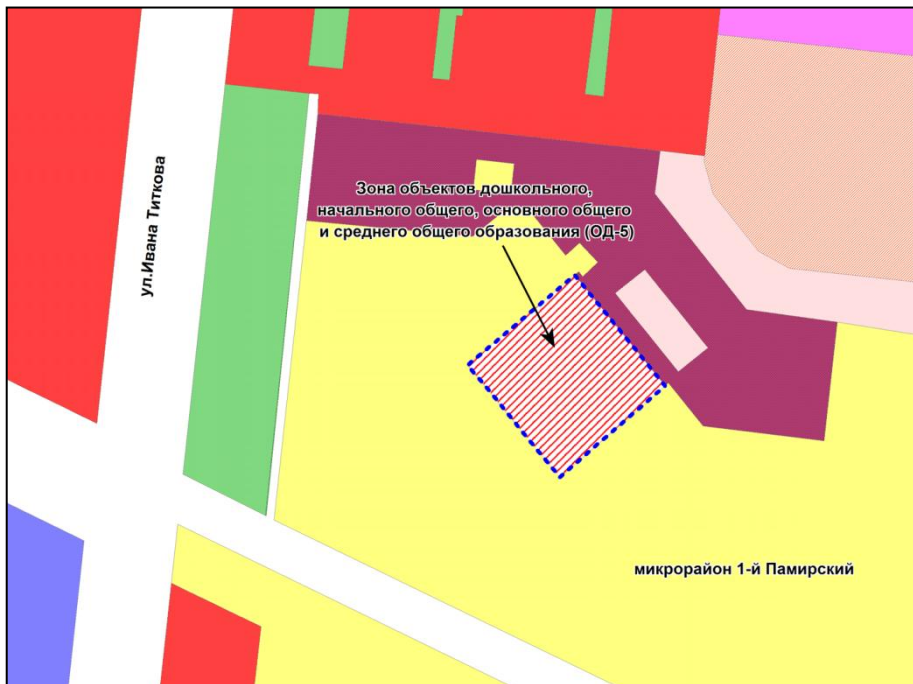 ул.Ивана Титкова
Зона объектов дошкольного,
начального общего, основного общего
и среднего общего образования (ОД-5)
микрорайон 1-й Памирский